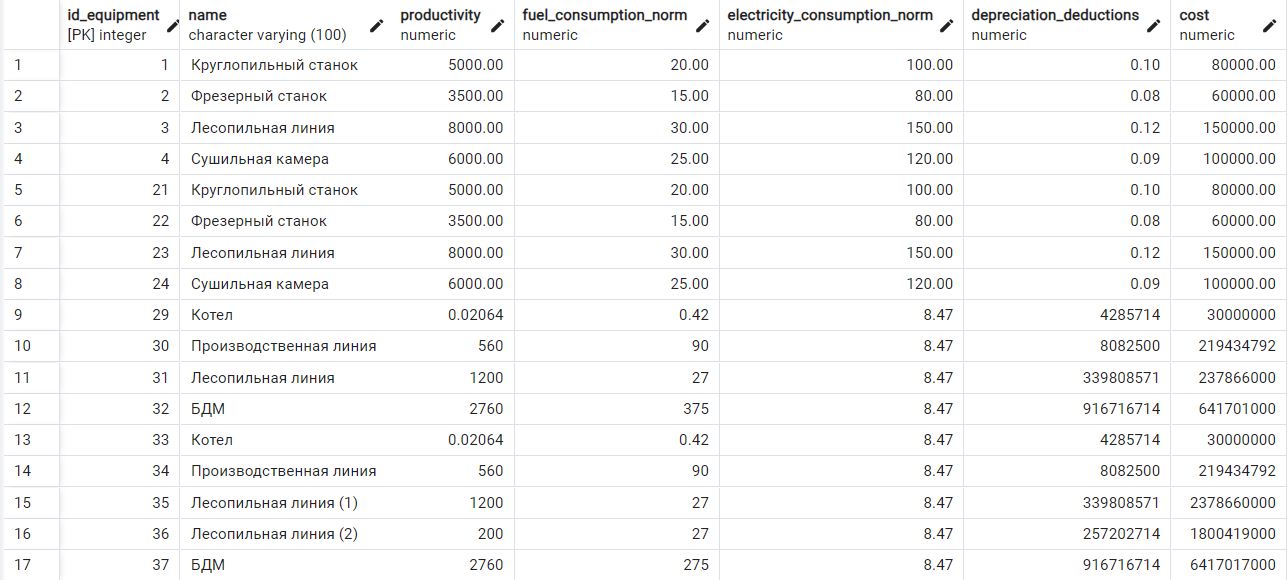 id_equipment name productivity fuel_consumption_norm electricity_consumption_norm depreciation_deductions cost
[PK] integer character varying (100) numeric numeric numeric numeric numeric
1 1 Круглопильный станок 5000.00 20.00 100.00 0.10 80000.00
2 2 Фрезерный станок 3500.00 15.00 80.00 0.08 60000.00
3 3 Лесопильная линия 8000.00 30.00 150.00 0.12 150000.00
4 4 Сушильная камера 6000.00 25.00 120.00 0.09 100000.00
5 21 Круглопильный станок 5000.00 20.00 100.00 0.10 80000.00
6 22 Фрезерный станок 3500.00 15.00 80.00 0.08 60000.00
7 23 Лесопильная линия 8000.00 30.00 150.00 0.12 150000.00
8 24 Сушильная камера 6000.00 25.00 120.00 0.09 100000.00
9 29 Котел 0.02064 0.42 8.47 4285714 30000000
10 30 Производственная линия 560 90 8.47 8082500 219434792
11 31 Лесопильная линия 1200 27 8.47 339808571 237866000
12 32 БДМ 2760 375 8.47 916716714 641701000
13 33 Котел 0.02064 0.42 8.47 4285714 30000000
14 34 Производственная линия 560 90 8.47 8082500 219434792
15 35 Лесопильная линия (1) 1200 27 8.47 339808571 2378660000
16 36 Лесопильная линия (2) 200 27 8.47 257202714 1800419000
17 37 БДМ 2760 275 8.47 916716714 6417017000